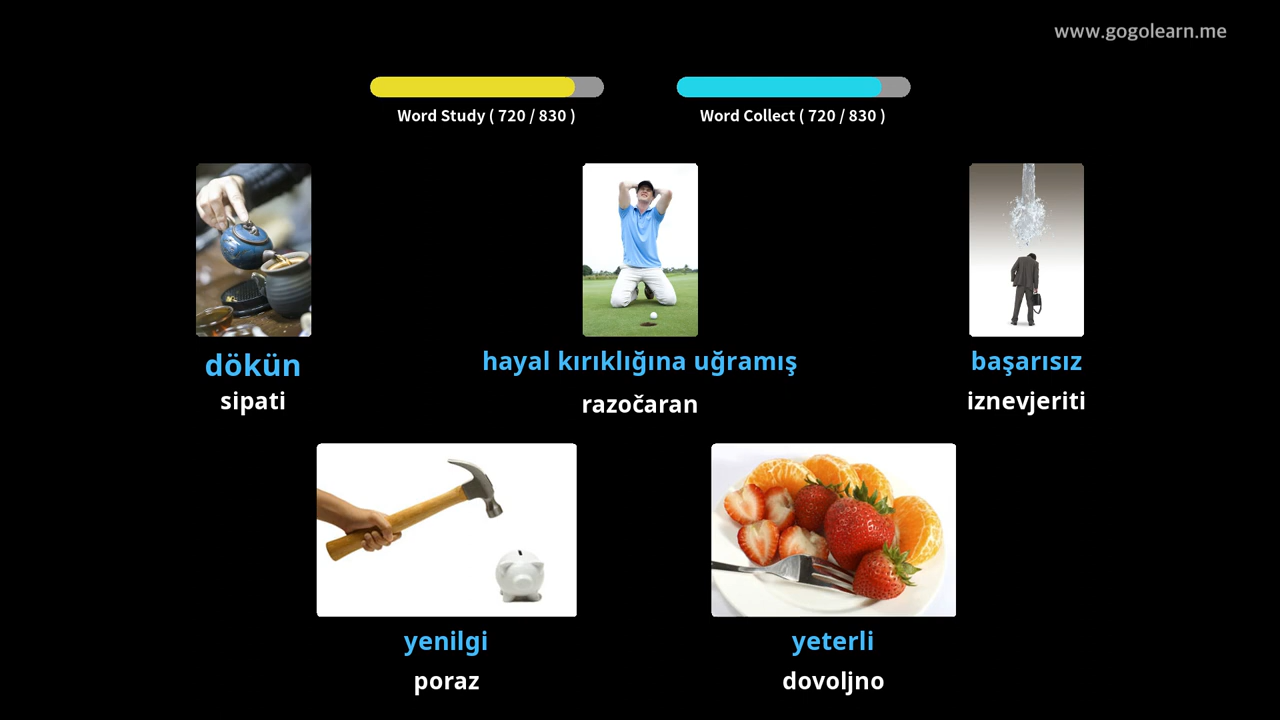 www.gogolearn.me
Word Study ( 720 / 830 )
Word Collect ( 720 / 830 )
dökün
sipati
hayal kırıklığına uğramış
razočaran
başarısız
iznevjeriti
yenilgi
poraz
yeterli
dovoljno